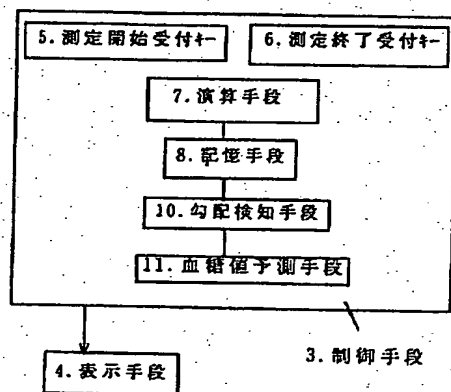 5. 測定開始受付キー
6. 測定終了受付キー
7. 演算手段
8. 記憶手段
10. 勾配検知手段
11. 血糖値予測手段
3. 制御手段
4. 表示手段